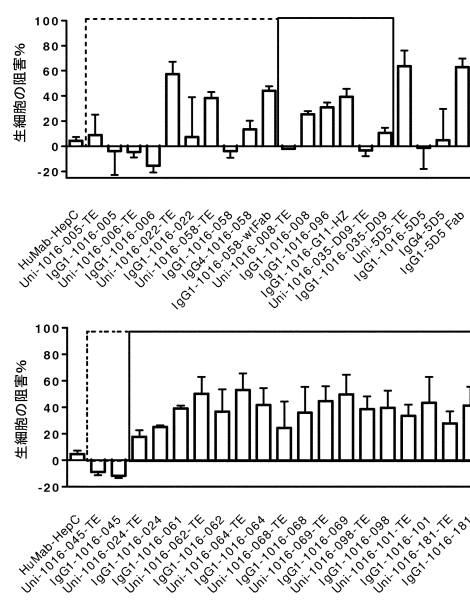 生細胞の阻害%
100
80
60
40
20
0
-20
HuMab-HepC
Uni-1016-005-TE
IgG1-1016-005
Uni-1016-006-TE
IgG1-1016-006
Uni-1016-022-TE
IgG1-1016-022
Uni-1016-058-TE
IgG1-1016-058
IgG4-1016-058
IgG1-1016-058-wtFab
Uni-1016-008-TE
IgG1-1016-008
IgG1-1016-096
IgG1-1016-G11-HZ
Uni-1016-035-D09-TE
IgG1-1016-035-D09
Uni-5D5-TE
IgG1-1016-5D5
IgG4-5D5
IgG1-5D5 Fab
生細胞の阻害%
100
80
60
40
20
0
-20
HuMab-HepC
Uni-1016-045-TE
IgG1-1016-045
Uni-1016-024-TE
IgG1-1016-024
IgG1-1016-061
Uni-1016-062-TE
IgG1-1016-062
Uni-1016-064-TE
IgG1-1016-064
Uni-1016-068-TE
IgG1-1016-068
Uni-1016-069-TE
IgG1-1016-069
Uni-1016-098-TE
IgG1-1016-098
Uni-1016-101-TE
IgG1-1016-101
Uni-1016-181-TE
IgG1-1016-181